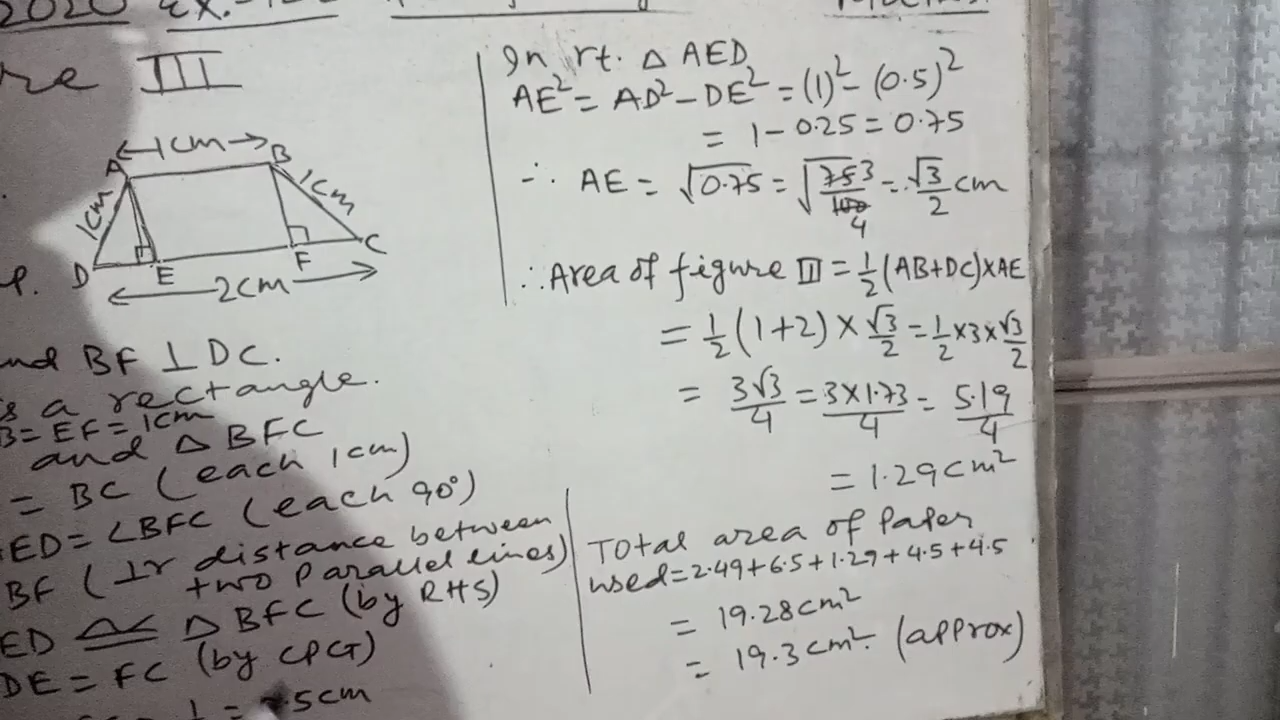 2020 Ex.-12.
re III
1cm
A B
1cm 1cm
D E F C
2cm
nd BF ⊥ DC.
s a rectangle.
B = EF = 1cm
and △ BFC
= BC (each 1cm)
ED = ∠BFC (each 90°)
BF (⊥r distance between
two parallel lines)
ED ≅ △ BFC (by RHS)
DE = FC (by CPCT)
= .5cm
In rt. △ AED
AE² = AD² - DE² = (1)² - (0.5)²
= 1 - 0.25 = 0.75
∴ AE = √0.75 = √(75 3/100 4) = √3/2 cm
∴ Area of figure III = 1/2 (AB+DC) × AE
= 1/2 (1+2) × √3/2 = 1/2 × 3 × √3/2
= 3√3/4 = 3×1.73/4 = 5.19/4
= 1.29 cm²
Total area of Paper
used = 2.49+6.5+1.29+4.5+4.5
= 19.28 cm²
= 19.3 cm². (approx)